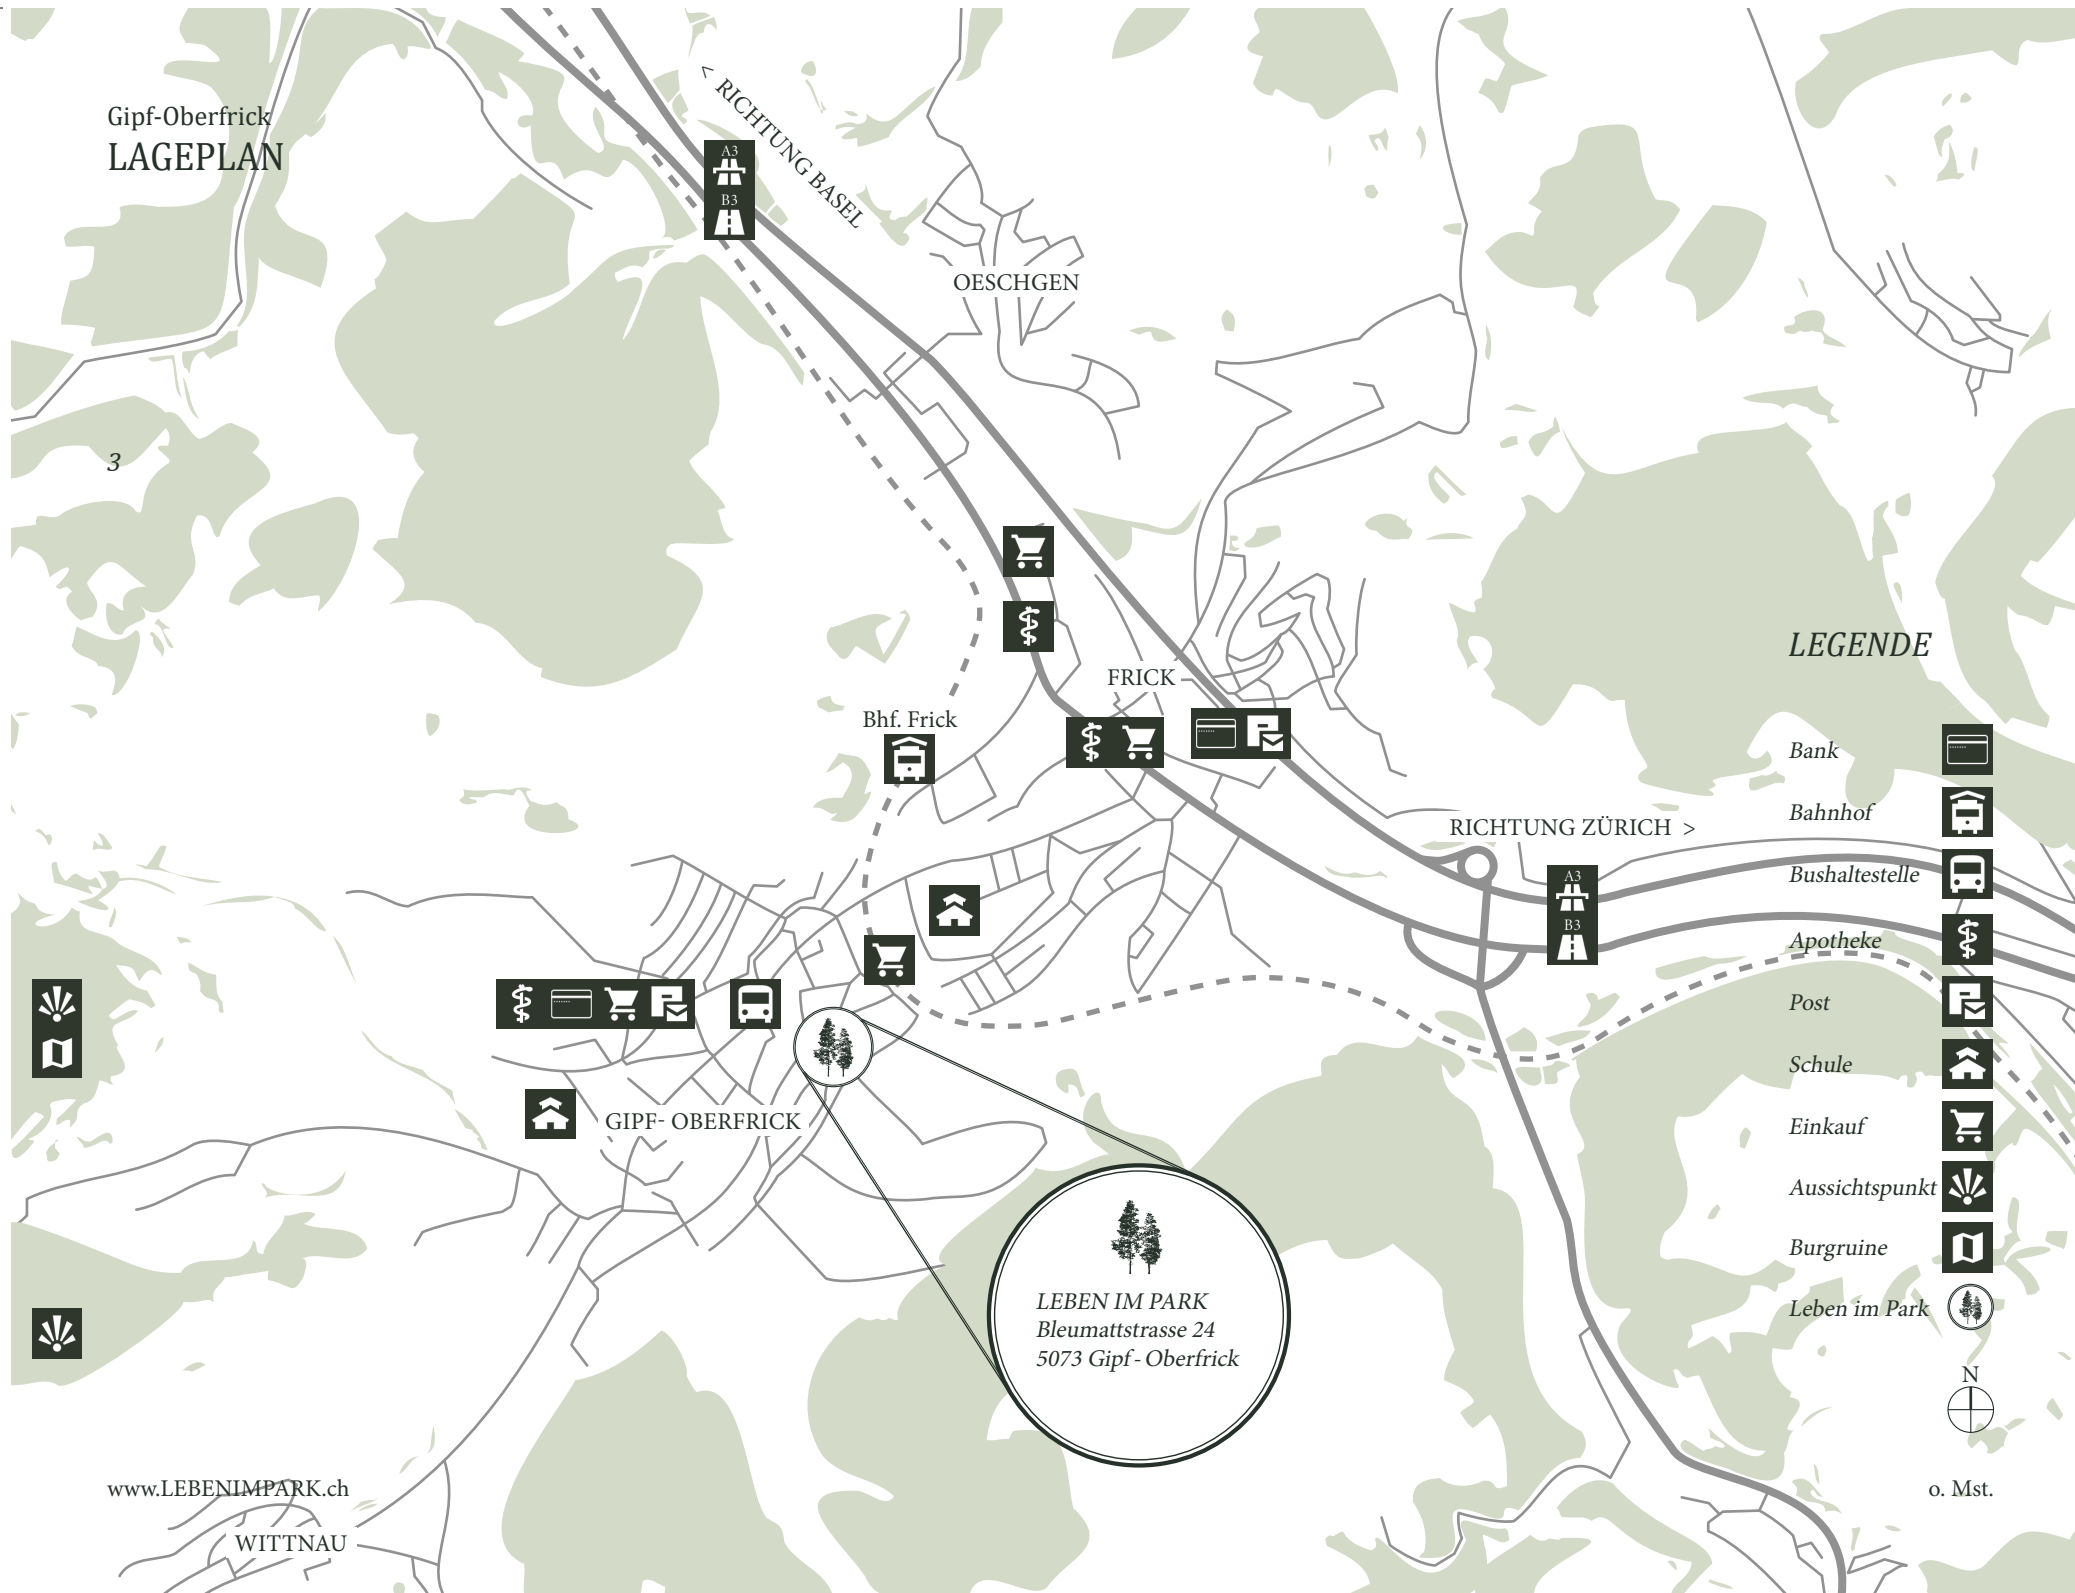 Gipf-Oberfrick
LAGEPLAN
< RICHTUNG BASEL
A3
B3
OESCHGEN
3
FRICK
Bhf. Frick
RICHTUNG ZÜRICH >
A3
B3
GIPF- OBERFRICK
LEBEN IM PARK
Bleumattstrasse 24
5073 Gipf - Oberfrick
WITTNAU
www.LEBENIMPARK.ch
LEGENDE
Bank
Bahnhof
Bushaltestelle
Apotheke
Post
Schule
Einkauf
Aussichtspunkt
Burgruine
Leben im Park
N
o. Mst.